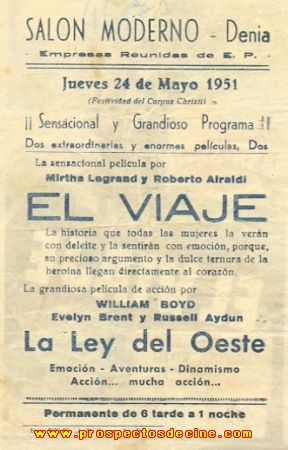 SALON MODERNO - Denia
- Empresas Reunidas de E. P. -
Jueves 24 de Mayo 1951
(Festividad del Corpus Christi)
¡¡Sensacional y Grandioso Programa!!
Dos extraordinarias y enormes películas, Dos
La sensacional película por
Mirtha Legrand y Roberto Airaldi
EL VIAJE
La historia que todas las mujeres la verán
con deleite y la sentirán con emoción, porque,
su precioso argumento y la dulce ternura de la
heroína llegan directamente al corazón.
La grandiosa película de acción por
WILLIAM BOYD
Evelyn Brent y Russell Aydun
La Ley del Oeste
Emoción - Aventuras - Dinamismo
Acción... mucha acción...
Permanente de 6 tarde a 1 noche
www.prospectosdecine.com